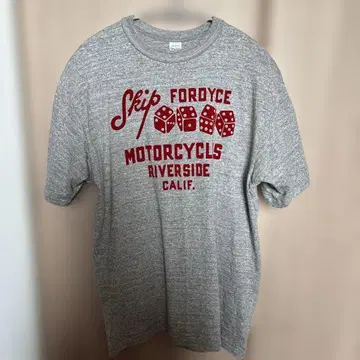 Skip FORDYCE
MOTORCYCLS
RIVERSIDE
CALIF.